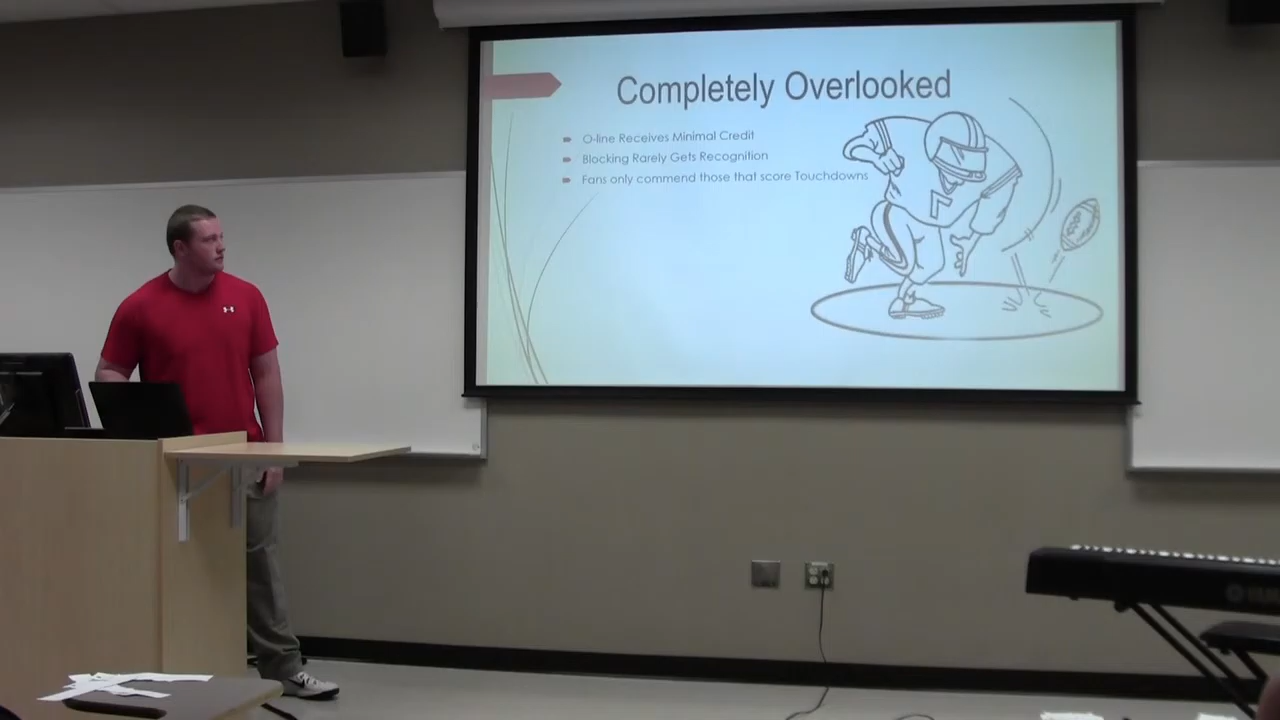 Completely Overlooked
O-line Receives Minimal Credit
Blocking Rarely Gets Recognition
Fans only commend those that score Touchdowns